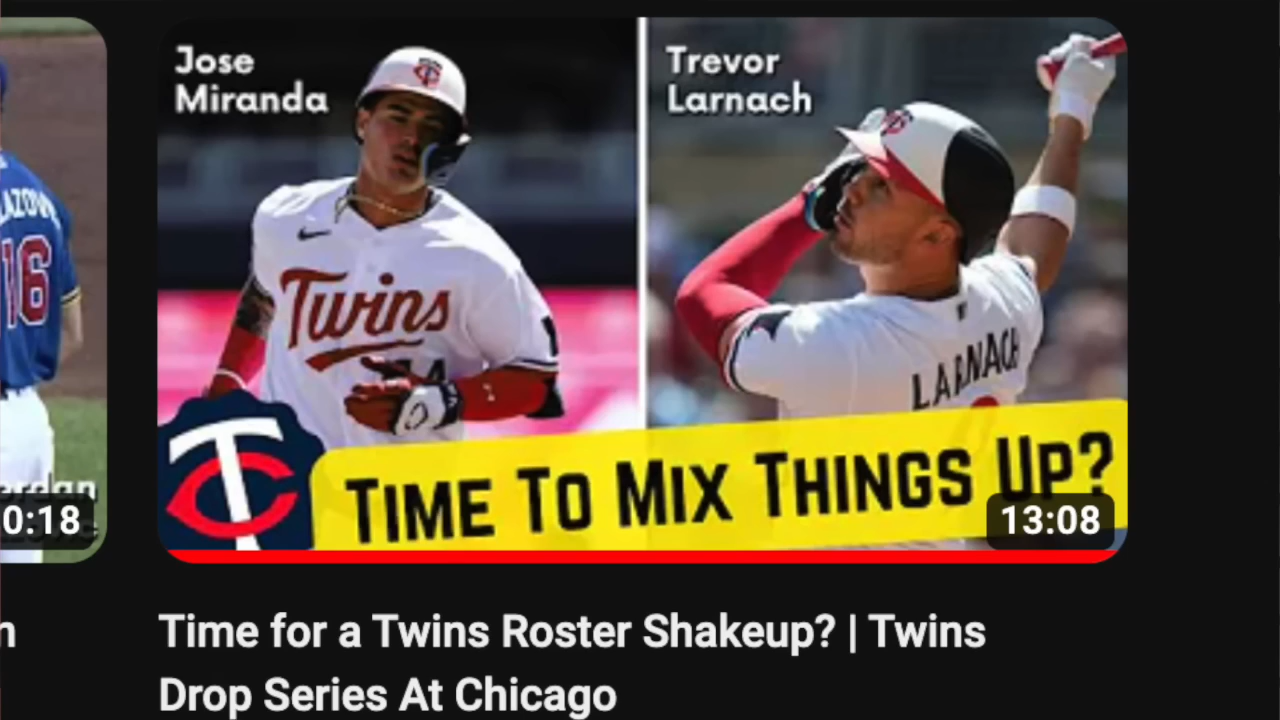 Jose
Miranda
Trevor
Larnach
Twins
LARNACH
16
TIME TO MIX THINGS UP?
0:18
13:08
Time for a Twins Roster Shakeup? | Twins
Drop Series At Chicago